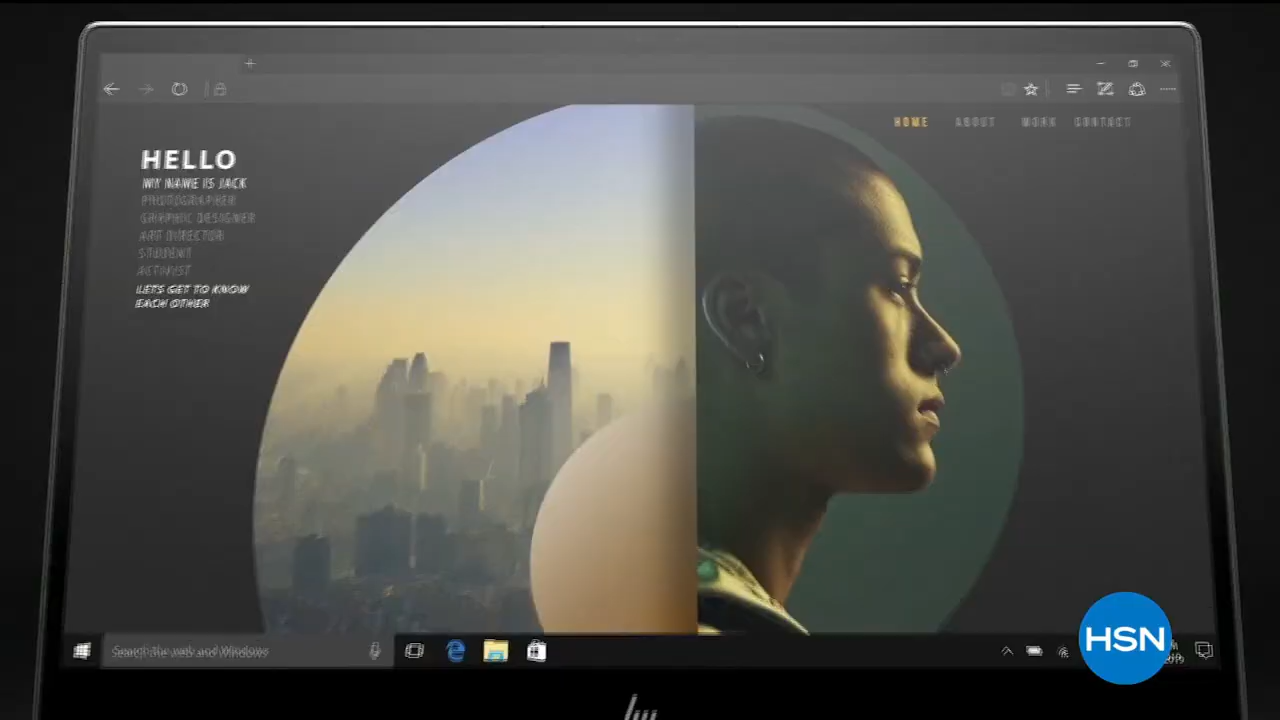 HOME ABOUT WORK CONTACT
HELLO
MY NAME IS JACK
PHOTOGRAPHER
GRAPHIC DESIGNER
ART DIRECTOR
STUDENT
ACTIVIST
LETS GET TO KNOW
EACH OTHER
Search the web and Windows
HSN
hp